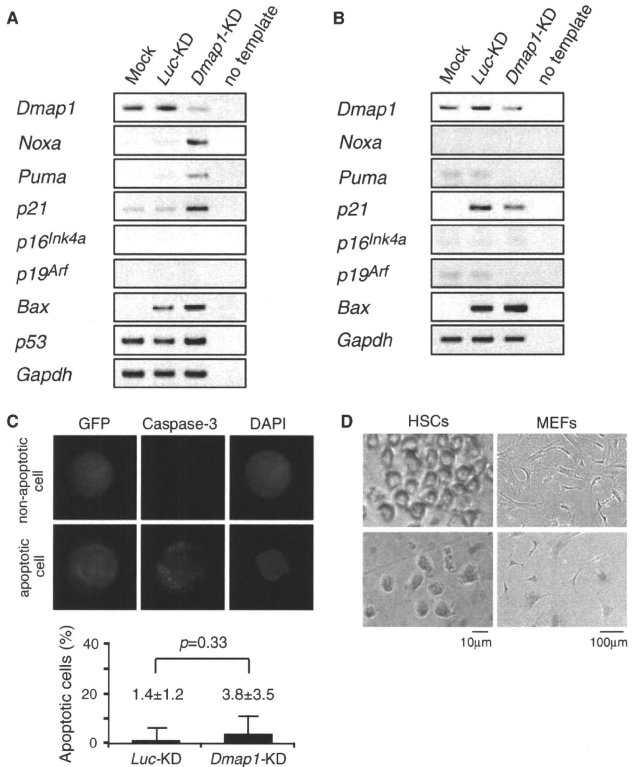 A
Mock Luc-KD Dmap1-KD no template
Dmap1
Noxa
Puma
p21
p16Ink4a
p19Arf
Bax
p53
Gapdh
B
Mock Luc-KD Dmap1-KD no template
Dmap1
Noxa
Puma
p21
p16Ink4a
p19Arf
Bax
Gapdh
C
GFP Caspase-3 DAPI
non-apoptotic cell
apoptotic cell
Apoptotic cells (%)
40
20
0
p=0.33
1.4±1.2 3.8±3.5
Luc-KD Dmap1-KD
D
HSCs MEFs
10μm 100μm